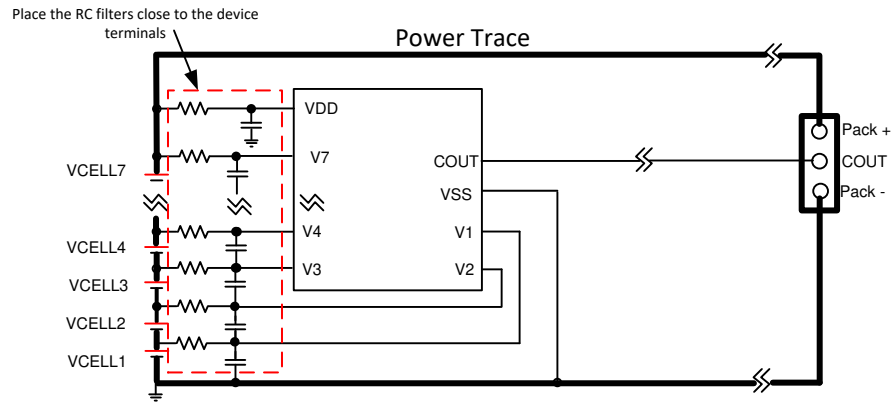 Place the RC filters close to the device
terminals
Power Trace
VDD
V7
VCELL7
COUT
VSS
V4
V1
VCELL4
V3
V2
VCELL3
VCELL2
VCELL1
Pack +
COUT
Pack -